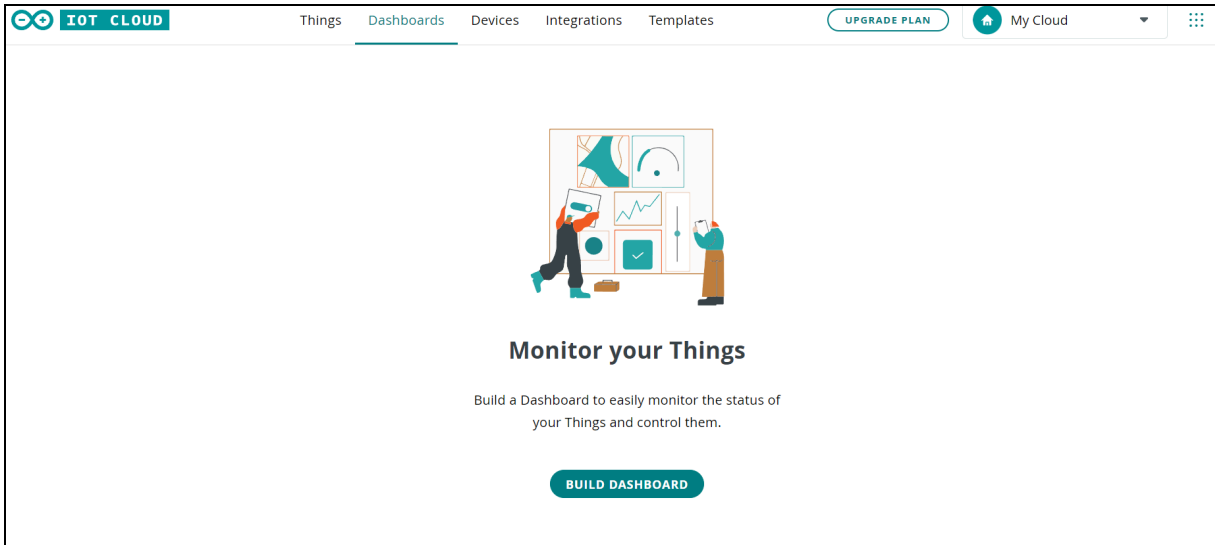 IOT CLOUD
Things
Dashboards
Devices
Integrations
Templates
UPGRADE PLAN
My Cloud
Monitor your Things
Build a Dashboard to easily monitor the status of
your Things and control them.
BUILD DASHBOARD